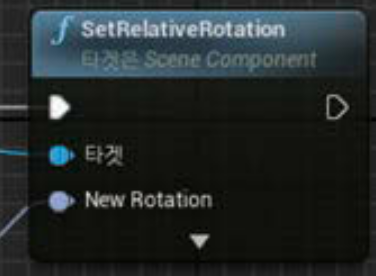 SetRelativeRotation
타겟은 Scene Component
타겟
New Rotation